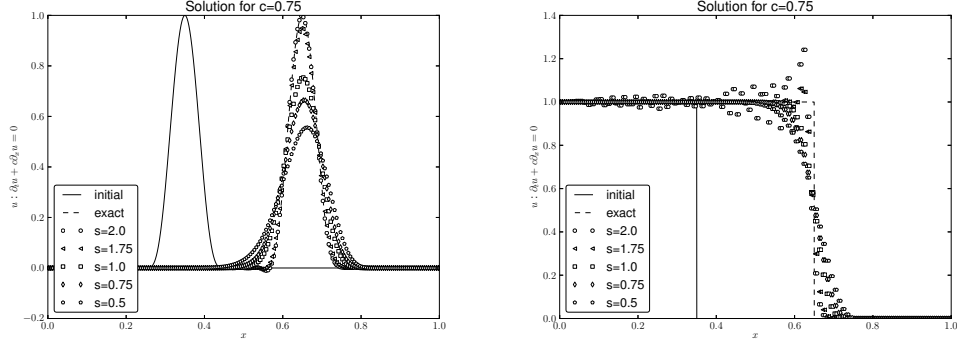 Solution for c=0.75
1.0
0.8
0.6
0.4
0.2
0.0
−0.2
u : ∂ₜu + c∂ₓu = 0
initial
exact
s=2.0
s=1.75
s=1.0
s=0.75
s=0.5
0.0 0.2 0.4 0.6 0.8 1.0
x
Solution for c=0.75
1.4
1.2
1.0
0.8
0.6
0.4
0.2
0.0
u : ∂ₜu + c∂ₓu = 0
initial
exact
s=2.0
s=1.75
s=1.0
s=0.75
s=0.5
0.0 0.2 0.4 0.6 0.8 1.0
x